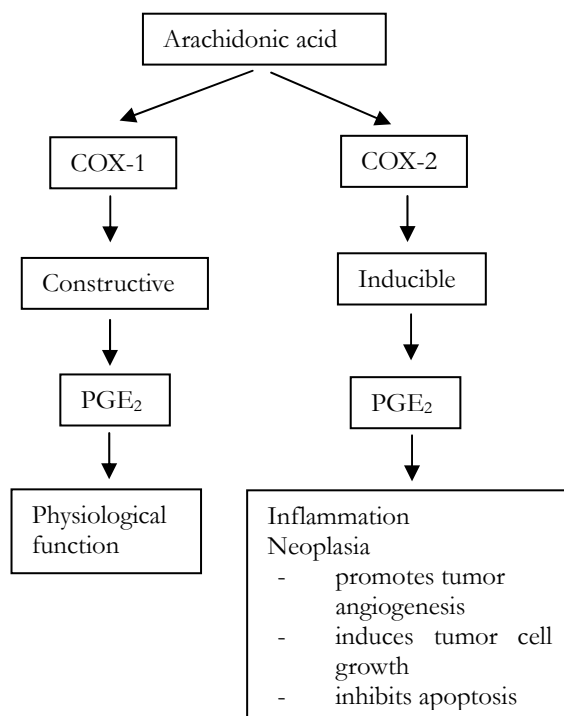 Arachidonic acid
COX-1
COX-2
Constructive
Inducible
PGE₂
PGE₂
Physiological
function
Inflammation
Neoplasia
- promotes tumor
angiogenesis
- induces tumor cell
growth
- inhibits apoptosis